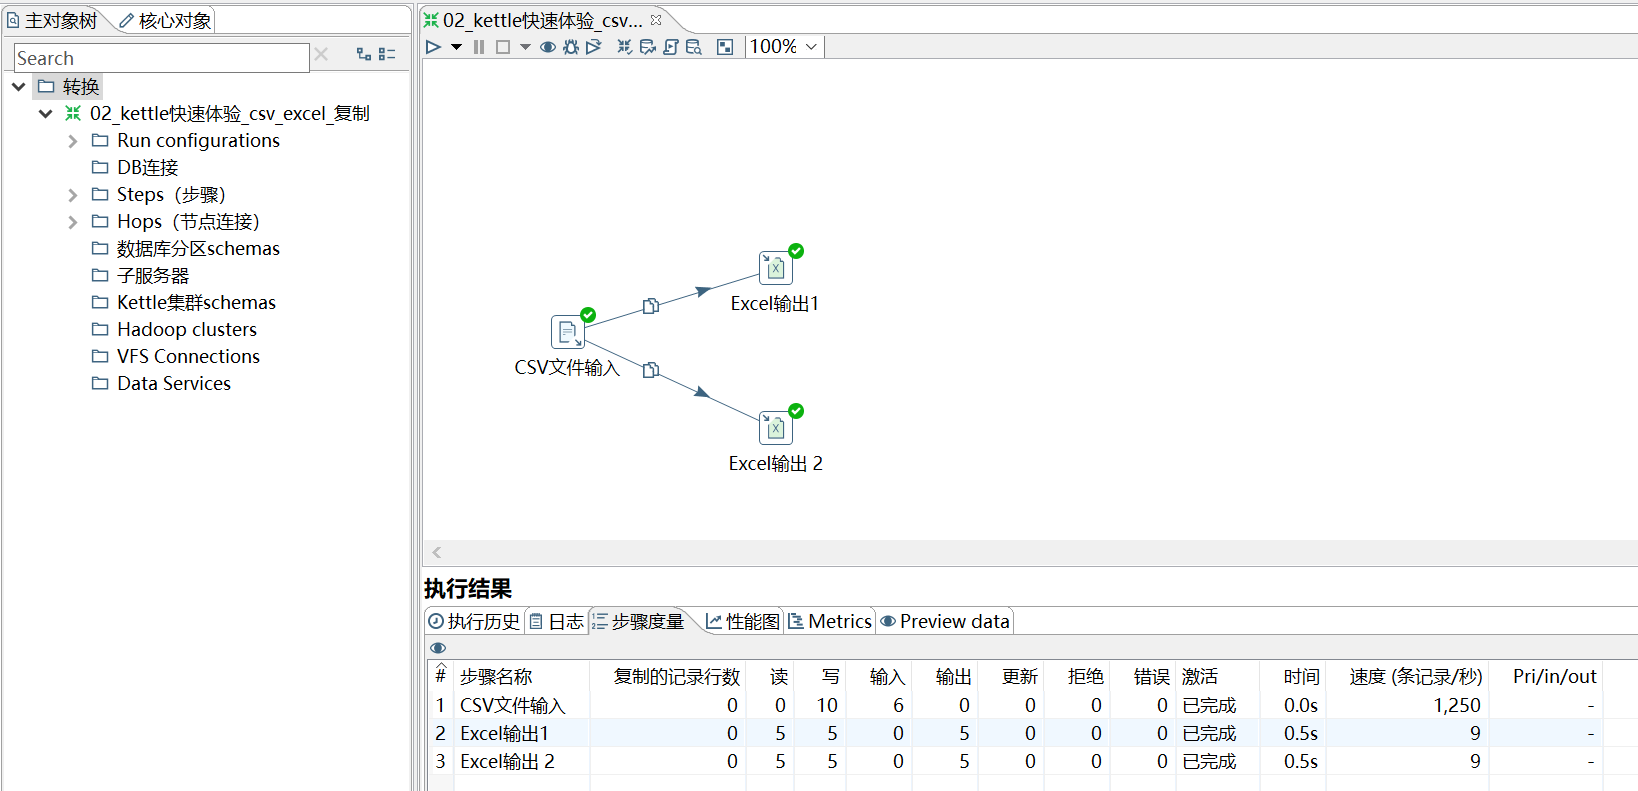 主对象树 核心对象
Search
转换
02_kettle快速体验_csv_excel_复制
Run configurations
DB连接
Steps（步骤）
Hops（节点连接）
数据库分区schemas
子服务器
Kettle集群schemas
Hadoop clusters
VFS Connections
Data Services
02_kettle快速体验_csv...
100%
Excel输出1
CSV文件输入
Excel输出 2
执行结果
执行历史 日志 步骤度量 性能图 Metrics Preview data
# 步骤名称 复制的记录行数 读 写 输入 输出 更新 拒绝 错误 激活 时间 速度 (条记录/秒) Pri/in/out
1 CSV文件输入 0 0 10 6 0 0 0 0 已完成 0.0s 1,250 -
2 Excel输出1 0 5 5 0 5 0 0 0 已完成 0.5s 9 -
3 Excel输出 2 0 5 5 0 5 0 0 0 已完成 0.5s 9 -